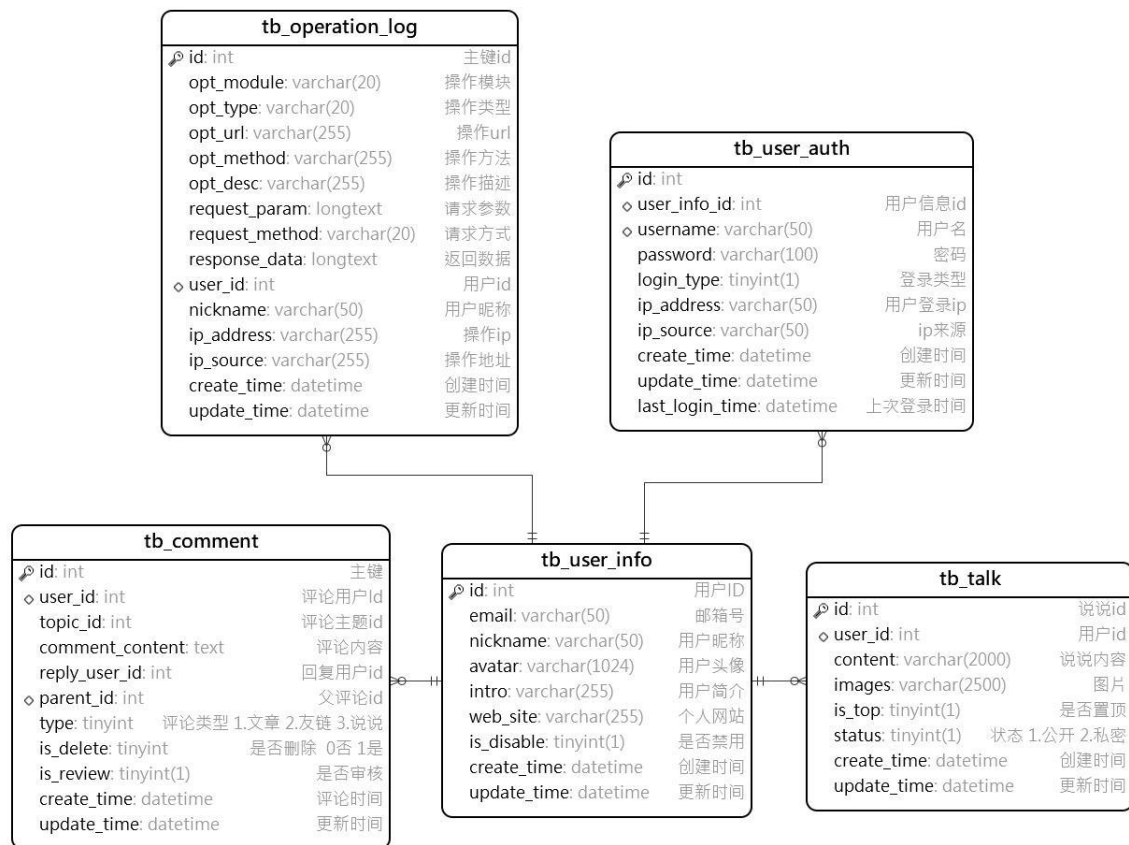 tb_operation_log
id: int 主键id
opt_module: varchar(20) 操作模块
opt_type: varchar(20) 操作类型
opt_url: varchar(255) 操作url
opt_method: varchar(255) 操作方法
opt_desc: varchar(255) 操作描述
request_param: longtext 请求参数
request_method: varchar(20) 请求方式
response_data: longtext 返回数据
user_id: int 用户id
nickname: varchar(50) 用户昵称
ip_address: varchar(255) 操作ip
ip_source: varchar(255) 操作地址
create_time: datetime 创建时间
update_time: datetime 更新时间
tb_user_auth
id: int
user_info_id: int 用户信息id
username: varchar(50) 用户名
password: varchar(100) 密码
login_type: tinyint(1) 登录类型
ip_address: varchar(50) 用户登录ip
ip_source: varchar(50) ip来源
create_time: datetime 创建时间
update_time: datetime 更新时间
last_login_time: datetime 上次登录时间
tb_comment
id: int 主键
user_id: int 评论用户Id
topic_id: int 评论主题id
comment_content: text 评论内容
reply_user_id: int 回复用户id
parent_id: int 父评论id
type: tinyint 评论类型 1.文章 2.友链 3.说说
is_delete: tinyint 是否删除 0否 1是
is_review: tinyint(1) 是否审核
create_time: datetime 评论时间
update_time: datetime 更新时间
tb_user_info
id: int 用户ID
email: varchar(50) 邮箱号
nickname: varchar(50) 用户昵称
avatar: varchar(1024) 用户头像
intro: varchar(255) 用户简介
web_site: varchar(255) 个人网站
is_disable: tinyint(1) 是否禁用
create_time: datetime 创建时间
update_time: datetime 更新时间
tb_talk
id: int 说说id
user_id: int 用户id
content: varchar(2000) 说说内容
images: varchar(2500) 图片
is_top: tinyint(1) 是否置顶
status: tinyint(1) 状态 1.公开 2.私密
create_time: datetime 创建时间
update_time: datetime 更新时间